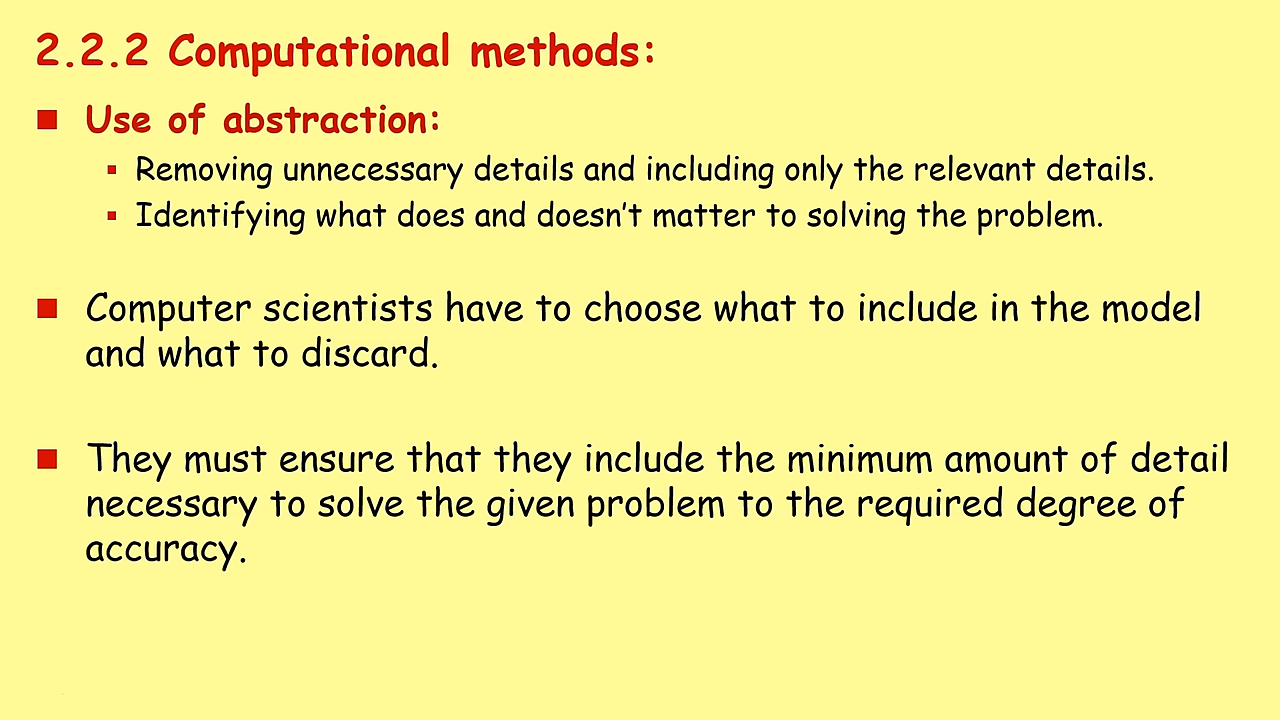 2.2.2 Computational methods:
Use of abstraction:
Removing unnecessary details and including only the relevant details.
Identifying what does and doesn't matter to solving the problem.
Computer scientists have to choose what to include in the model
and what to discard.
They must ensure that they include the minimum amount of detail
necessary to solve the given problem to the required degree of
accuracy.